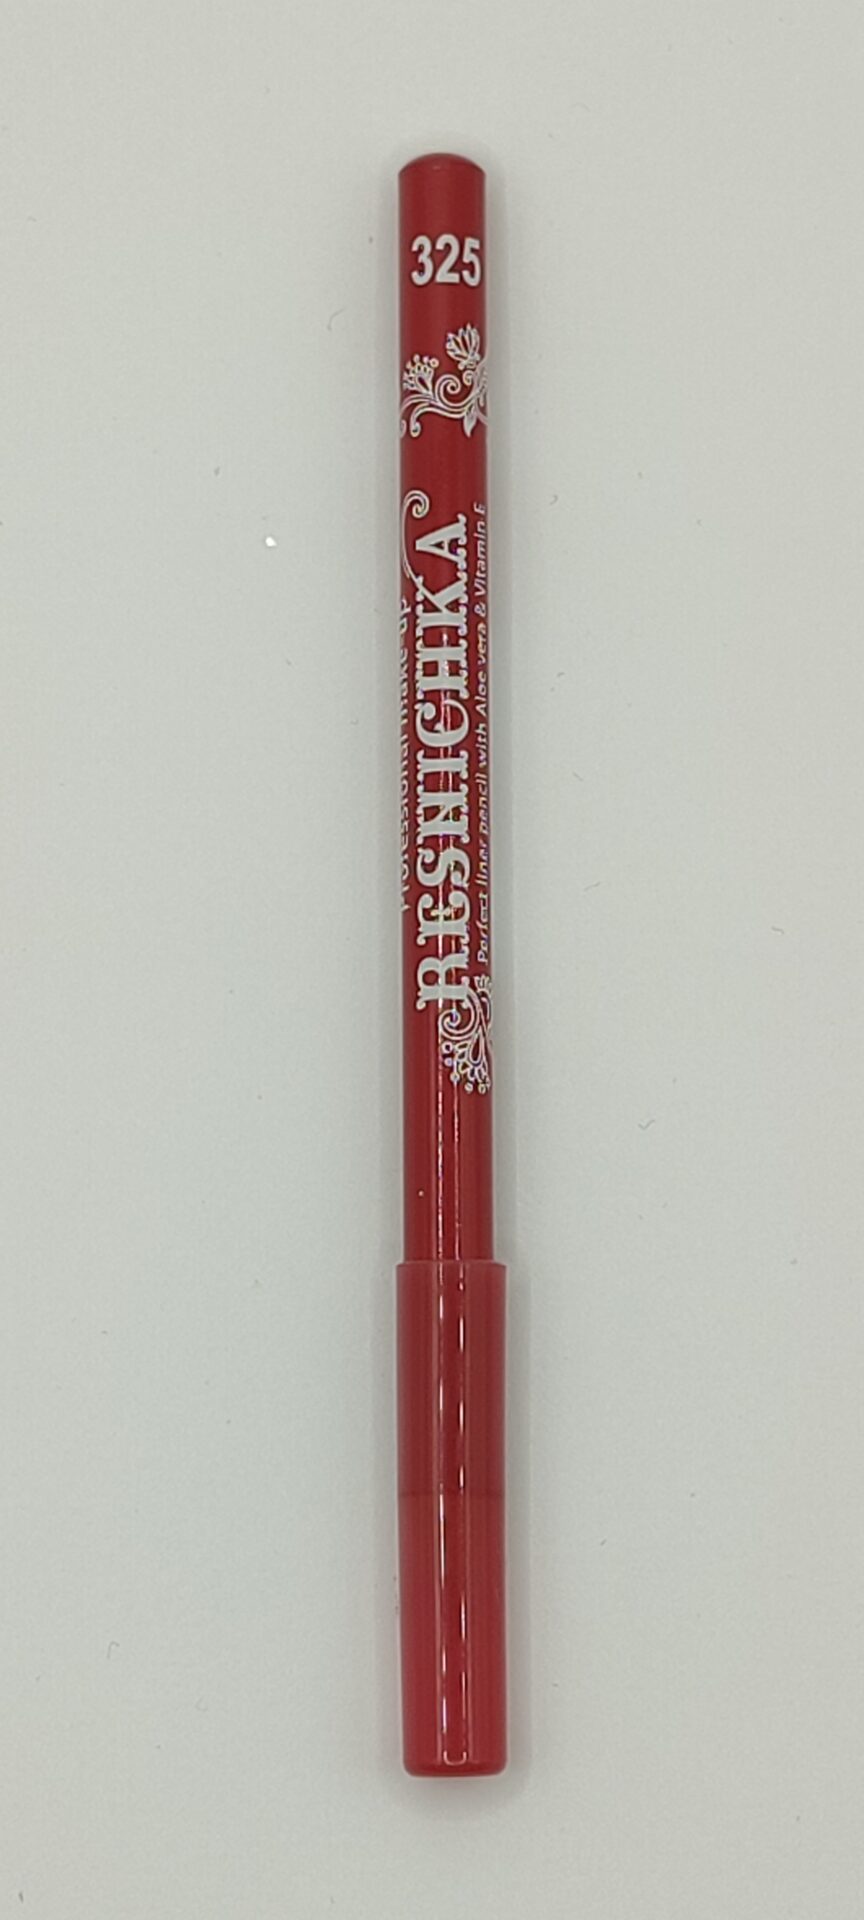 325
Professional make-up
RESNICHKA
Perfect liner pencil with Aloe vera & Vitamin E